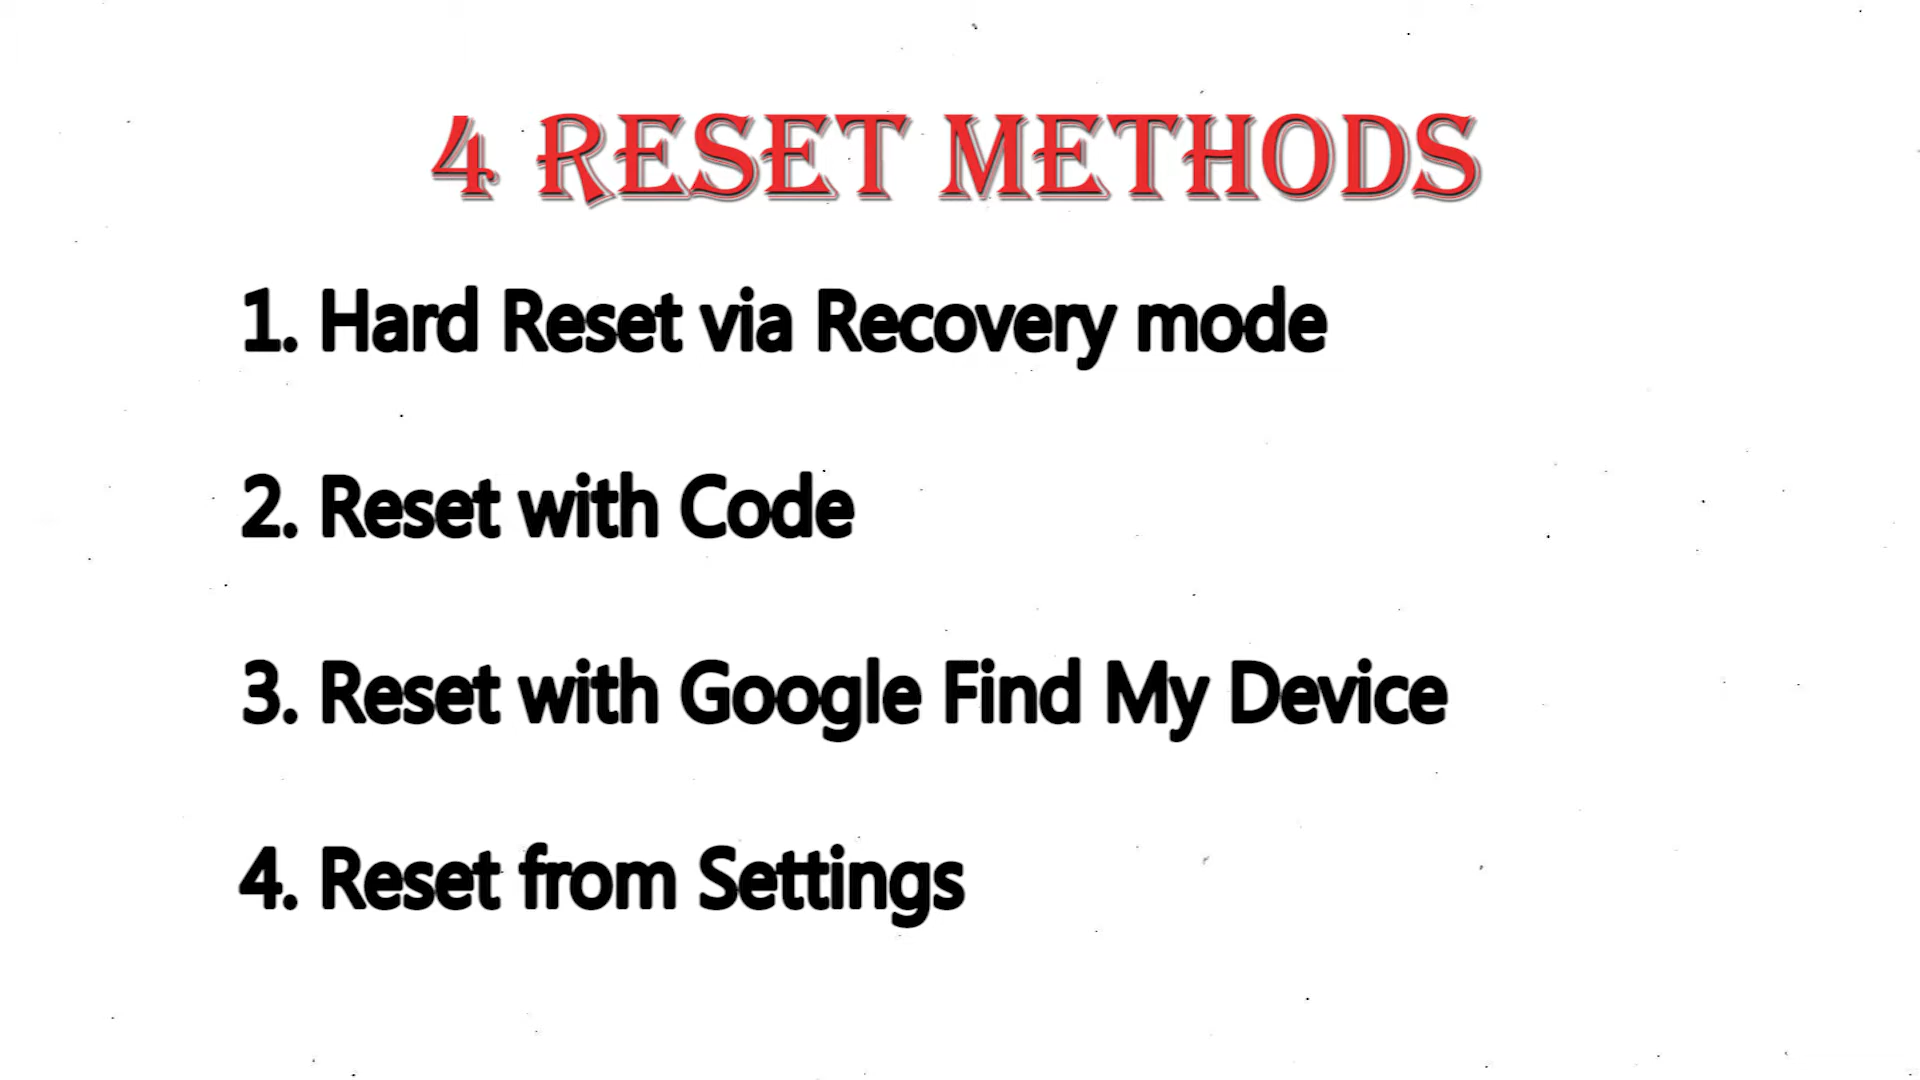 4 RESET METHODS
1. Hard Reset via Recovery mode
2. Reset with Code
3. Reset with Google Find My Device
4. Reset from Settings